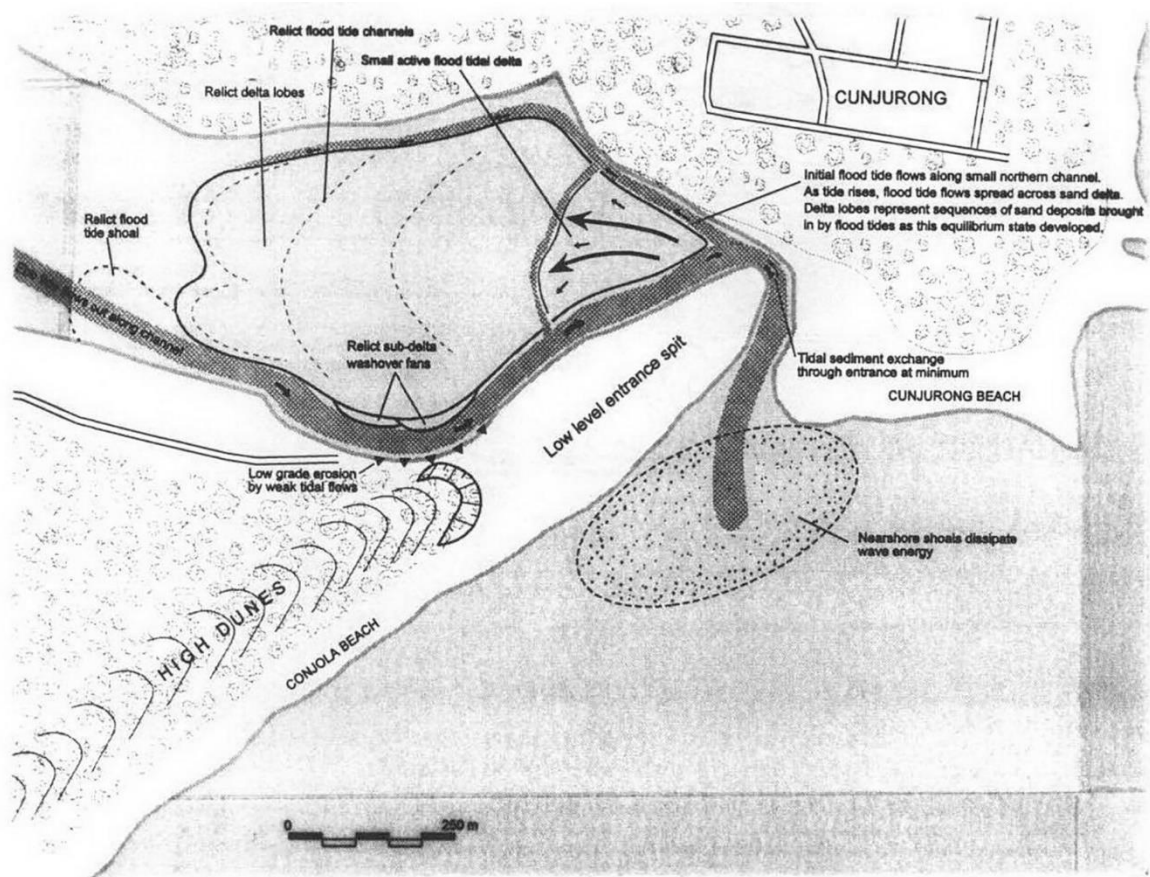 Relict flood tide channels
Small active flood tidal delta
Relict delta lobes
CUNJURONG
Initial flood tide flows along small northern channel.
As tide rises, flood tide flows spread across sand delta.
Delta lobes represent sequences of sand deposits brought
in by flood tides as this equilibrium state developed.
Relict flood
tide shoal
flows out along channel
Relict sub-delta
washover fans
Low level entrance spit
Tidal sediment exchange
through entrance at minimum
CUNJURONG BEACH
Low grade erosion
by weak tidal flows
Nearshore shoals dissipate
wave energy
HIGH DUNES
CONJOLA BEACH
0 250 m